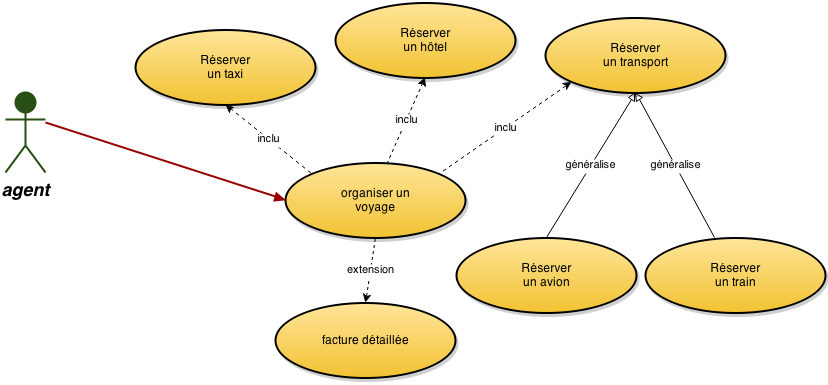 Réserver
un taxi
Réserver
un hôtel
Réserver
un transport
inclu
inclu
inclu
généralise
généralise
agent
organiser un
voyage
extension
Réserver
un avion
Réserver
un train
facture détaillée